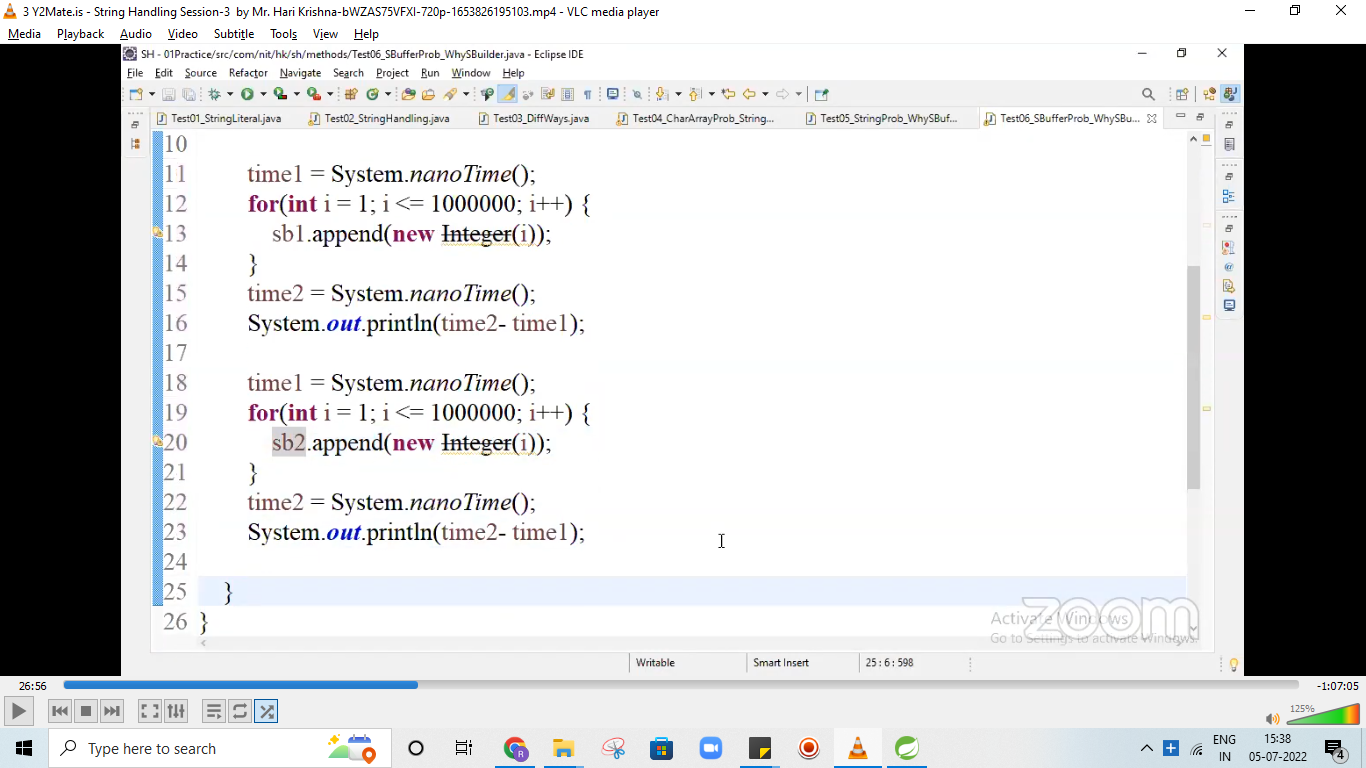 3 Y2Mate.is - String Handling Session-3 by Mr. Hari Krishna-bWZAS75VFXI-720p-1653826195103.mp4 - VLC media player
Media Playback Audio Video Subtitle Tools View Help
SH - 01Practice/src/com/nit/hk/sh/methods/Test06_SBufferProb_WhySBuilder.java - Eclipse IDE
File Edit Source Refactor Navigate Search Project Run Window Help
Test01_StringLiteral.java Test02_StringHandling.java Test03_DiffWays.java Test04_CharArrayProb_String... Test05_StringProb_WhySBuf... Test06_SBufferProb_WhySBu...
10
11 time1 = System.nanoTime();
12 for(int i = 1; i <= 1000000; i++) {
13 sb1.append(new Integer(i));
14 }
15 time2 = System.nanoTime();
16 System.out.println(time2- time1);
17
18 time1 = System.nanoTime();
19 for(int i = 1; i <= 1000000; i++) {
20 sb2.append(new Integer(i));
21 }
22 time2 = System.nanoTime();
23 System.out.println(time2- time1);
24
25 }
26 }
zoom
Activate Windows
Go to Settings to activate Windows.
Writable Smart Insert 25 : 6 : 598
26:56 -1:07:05
125%
Type here to search
R
ENG
IN
15:38
05-07-2022
4